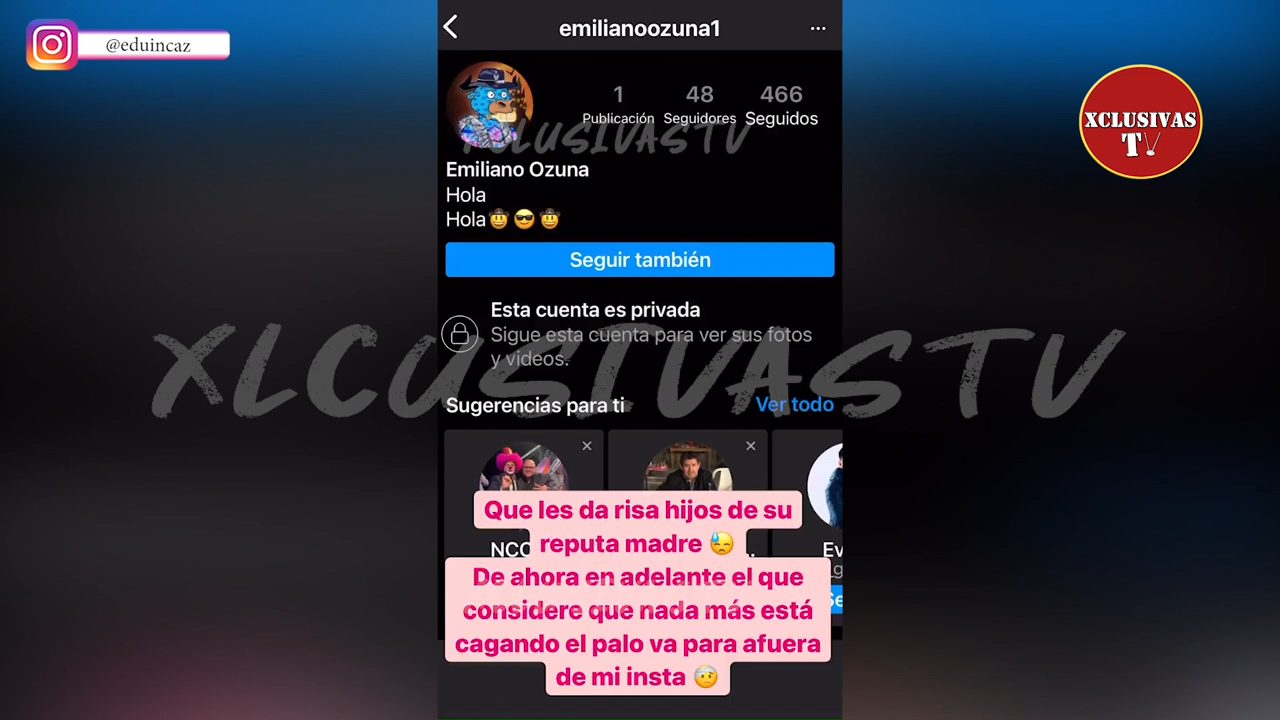 @eduincaz
emilianoozuna1
XCLUSIVAS
TV
1
48
466
Publicación
Seguidores
Seguidos
XCLUSIVASTV
Emiliano Ozuna
Hola
Hola🤠😎🤠
Seguir también
Esta cuenta es privada
Sigue esta cuenta para ver sus fotos
y videos.
XLCUSIVASTV
Sugerencias para ti
Ver todo
Que les da risa hijos de su
reputa madre 😓
De ahora en adelante el que
considere que nada más está
cagando el palo va para afuera
de mi insta 🤕